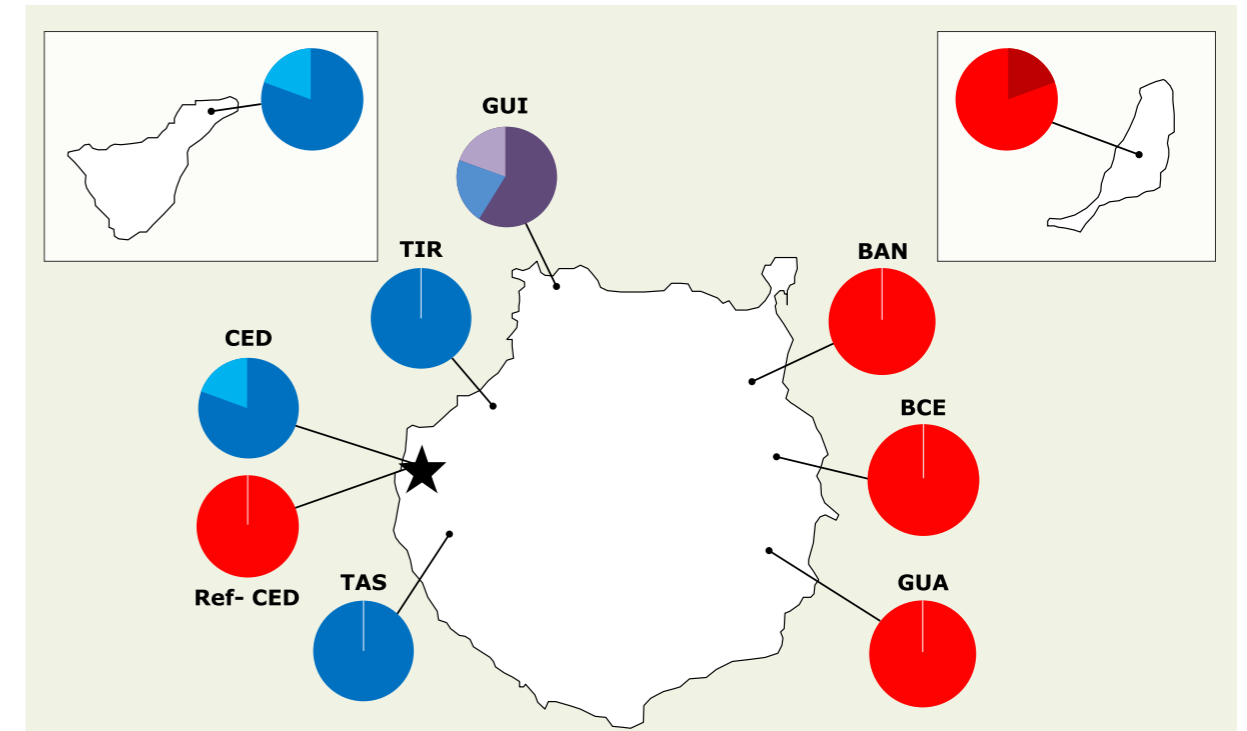 GUI
TIR
BAN
CED
BCE
Ref- CED
TAS
GUA